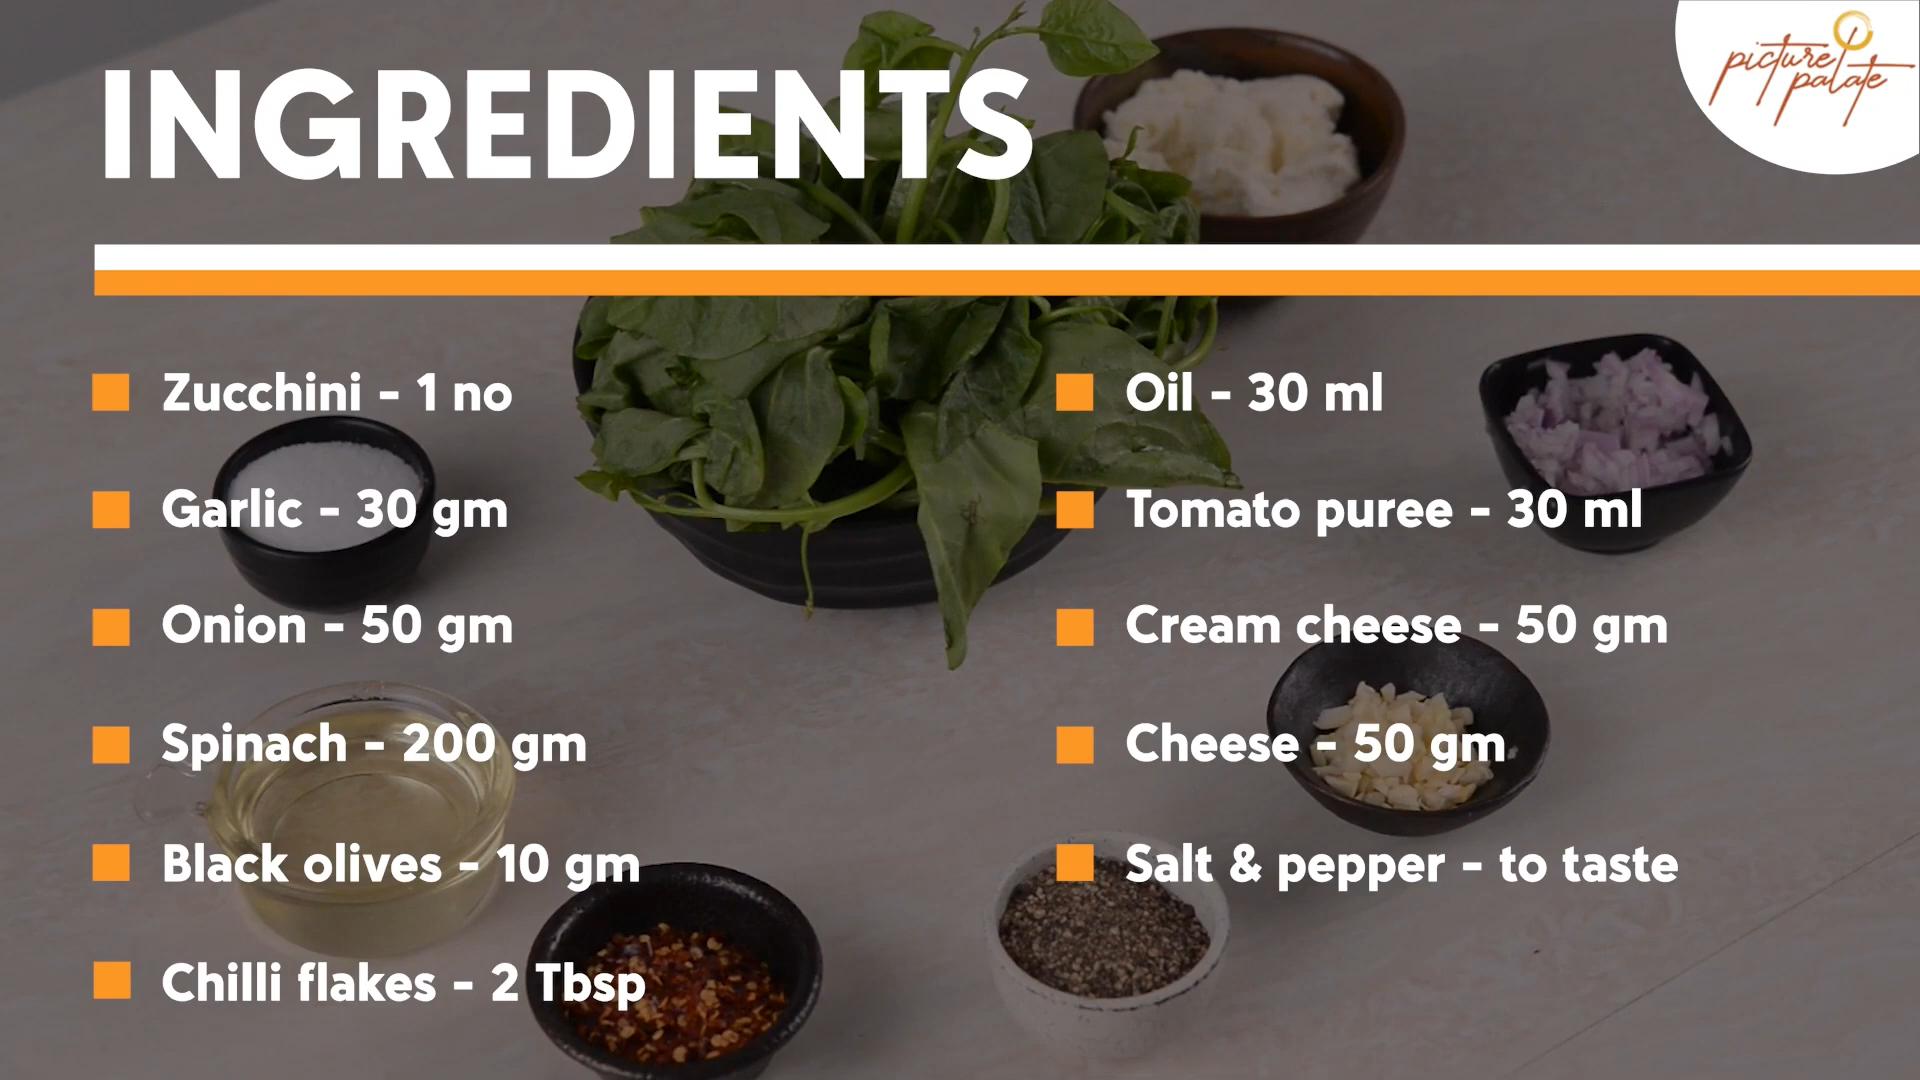 INGREDIENTS
picture
palate
Zucchini - 1 no
Garlic - 30 gm
Onion - 50 gm
Spinach - 200 gm
Black olives - 10 gm
Chilli flakes - 2 Tbsp
Oil - 30 ml
Tomato puree - 30 ml
Cream cheese - 50 gm
Cheese - 50 gm
Salt & pepper - to taste